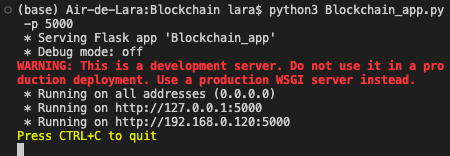 (base) Air-de-Lara:Blockchain lara$ python3 Blockchain_app.py
-p 5000
* Serving Flask app 'Blockchain_app'
* Debug mode: off
WARNING: This is a development server. Do not use it in a pro
duction deployment. Use a production WSGI server instead.
* Running on all addresses (0.0.0.0)
* Running on http://127.0.0.1:5000
* Running on http://192.168.0.120:5000
Press CTRL+C to quit